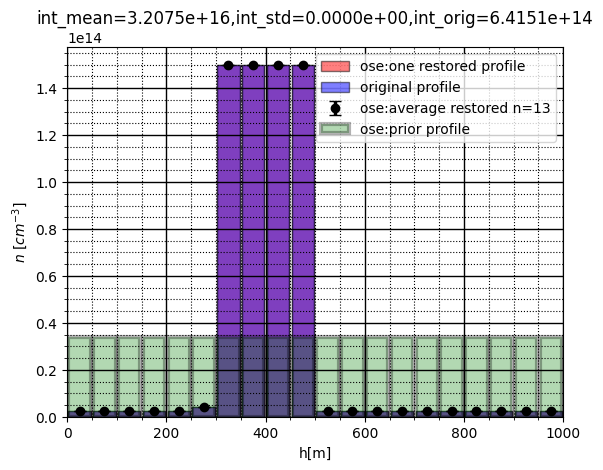 int_mean=3.2075e+16,int_std=0.0000e+00,int_orig=6.4151e+14
1e14
ose:one restored profile
original profile
ose:average restored n=13
ose:prior profile
1.4
1.2
1.0
0.8
0.6
0.4
0.2
0.0
n [cm⁻³]
0 200 400 600 800 1000
h[m]